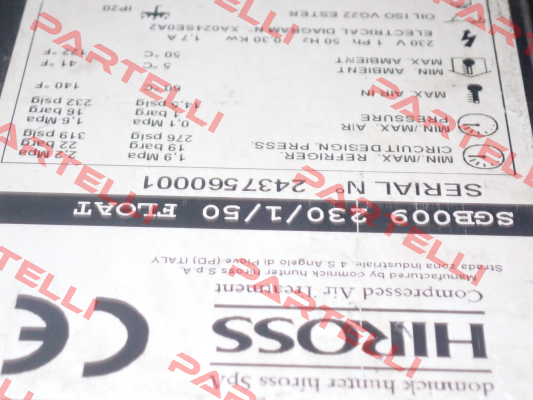 domnick hunter hiross SpA
HIROSS
Compressed Air Treatment
Manufactured by domnick hunter hiross S.p.A
Strada zona Industriale, 4 S.Angelo di Piove (PD) ITALY
CE
SGB009 230/1/50 FLOAT
SERIAL N° 2437560001
MIN./MAX. REFRIGER. CIRCUIT DESIGN. PRESS.
1,9 Mpa 2,2 Mpa
19 barg 22 barg
276 psig 319 psig
MIN./MAX. AIR PRESSURE
0,1 Mpa 1,6 Mpa
1 barg 16 barg
14,5 psig 232 psig
MAX. AIR IN 60 °C 140 °F
MIN. AMBIENT 5 °C 41 °F
MAX. AMBIENT 50 °C 122 °F
230 V 1 Ph 50 Hz 0.30 Kw 1,7 A
ELECTRICAL DIAGRAM N° XA024SE0A2
OIL ISO VG22 ESTER
IP20
PARTELLI